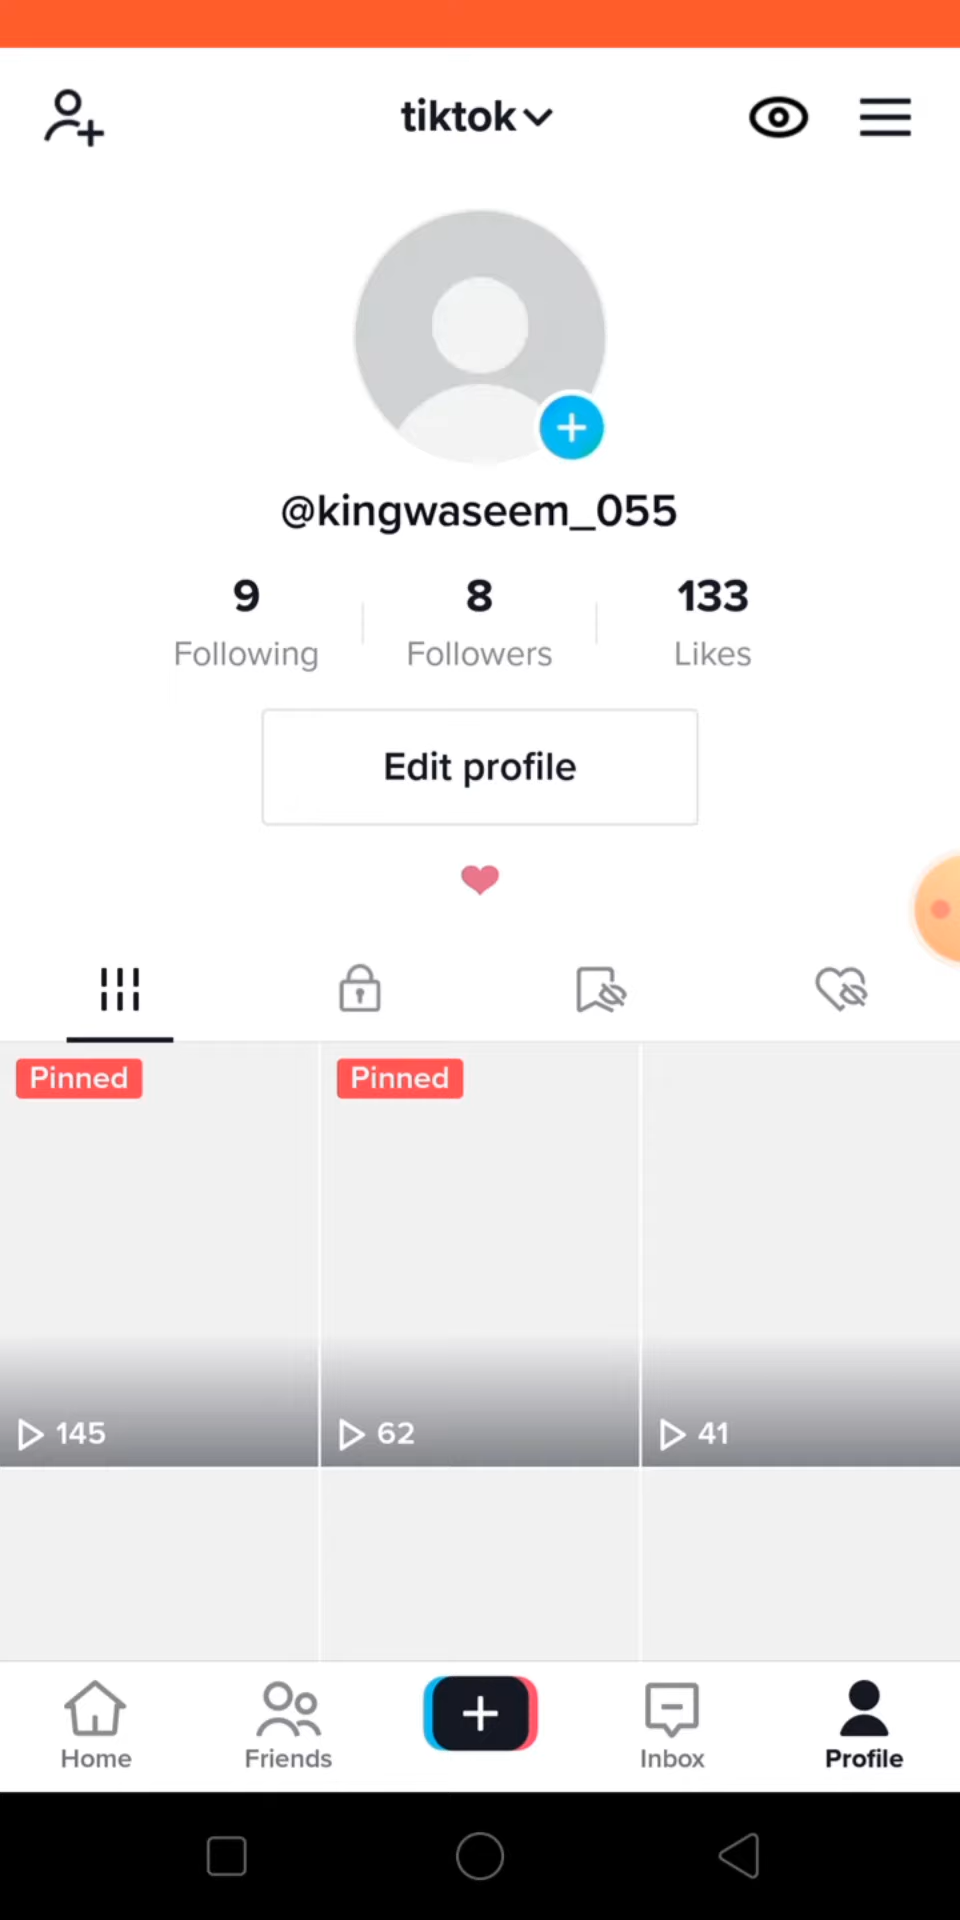 tiktok
@kingwaseem_055
9 8 133
Following Followers Likes
Edit profile
Pinned Pinned
145 62 41
Home Friends Inbox Profile